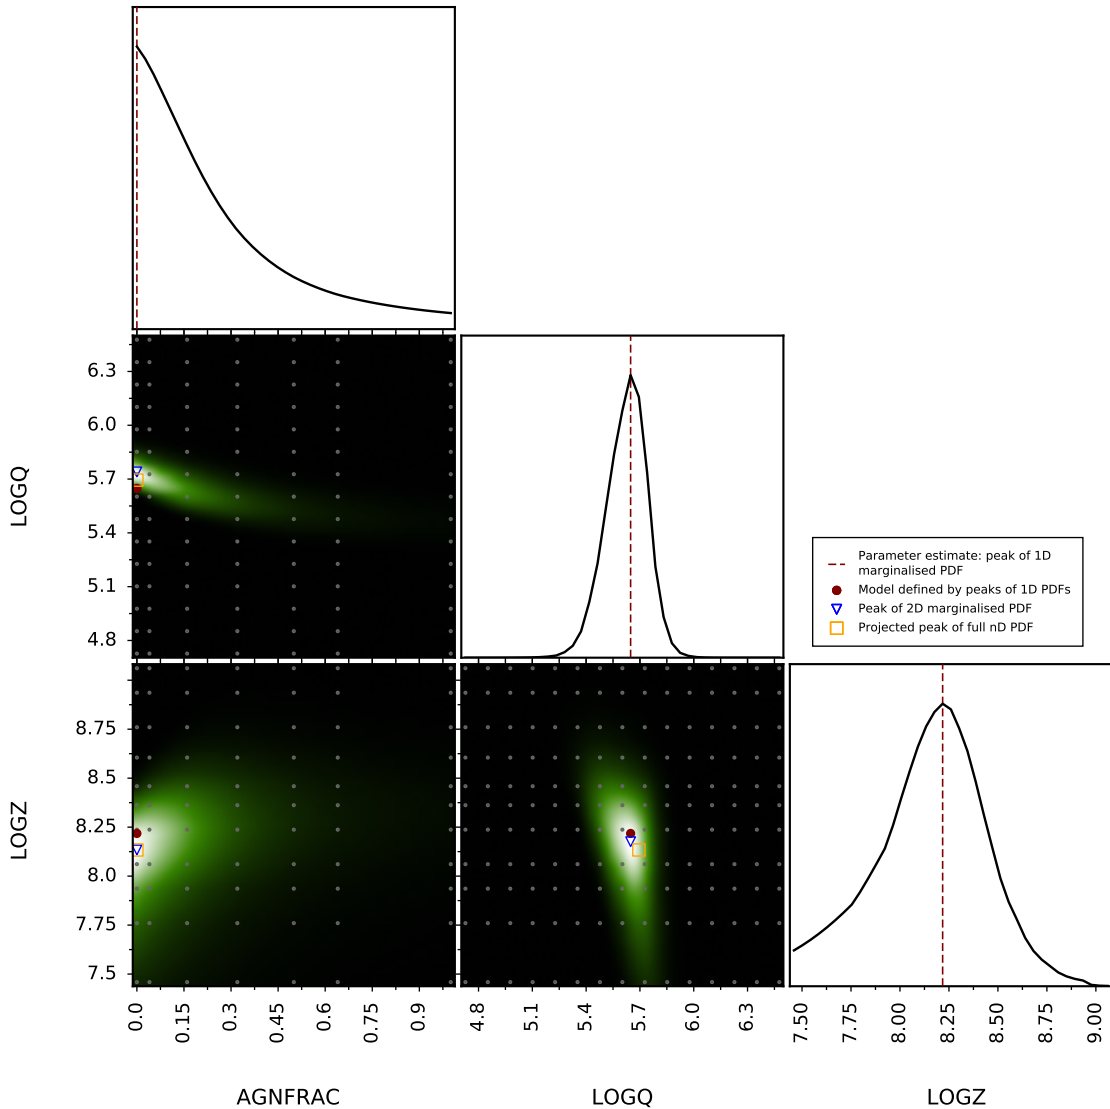 6.3
6.0
5.7
5.4
5.1
4.8
LOGQ
Parameter estimate: peak of 1D
marginalised PDF
Model defined by peaks of 1D PDFs
Peak of 2D marginalised PDF
Projected peak of full nD PDF
8.75
8.5
8.25
8.0
7.75
7.5
LOGZ
0.0 0.15 0.3 0.45 0.6 0.75 0.9
4.8 5.1 5.4 5.7 6.0 6.3
7.50 7.75 8.00 8.25 8.50 8.75 9.00
AGNFRAC LOGQ LOGZ